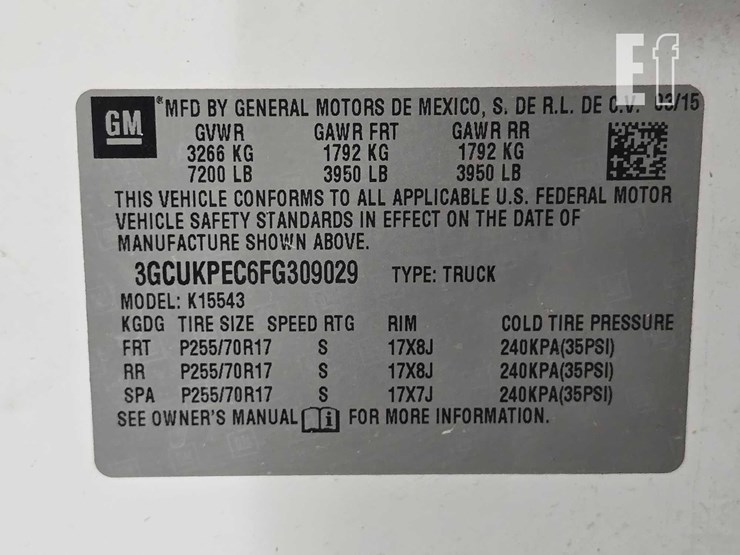 Ef
GM MFD BY GENERAL MOTORS DE MEXICO, S. DE R.L. DE C.V. 03/15
GVWR GAWR FRT GAWR RR
3266 KG 1792 KG 1792 KG
7200 LB 3950 LB 3950 LB
THIS VEHICLE CONFORMS TO ALL APPLICABLE U.S. FEDERAL MOTOR
VEHICLE SAFETY STANDARDS IN EFFECT ON THE DATE OF
MANUFACTURE SHOWN ABOVE.
3GCUKPEC6FG309029 TYPE: TRUCK
MODEL: K15543
KGDG TIRE SIZE SPEED RTG RIM COLD TIRE PRESSURE
FRT P255/70R17 S 17X8J 240KPA(35PSI)
RR P255/70R17 S 17X8J 240KPA(35PSI)
SPA P255/70R17 S 17X7J 240KPA(35PSI)
SEE OWNER'S MANUAL i FOR MORE INFORMATION.